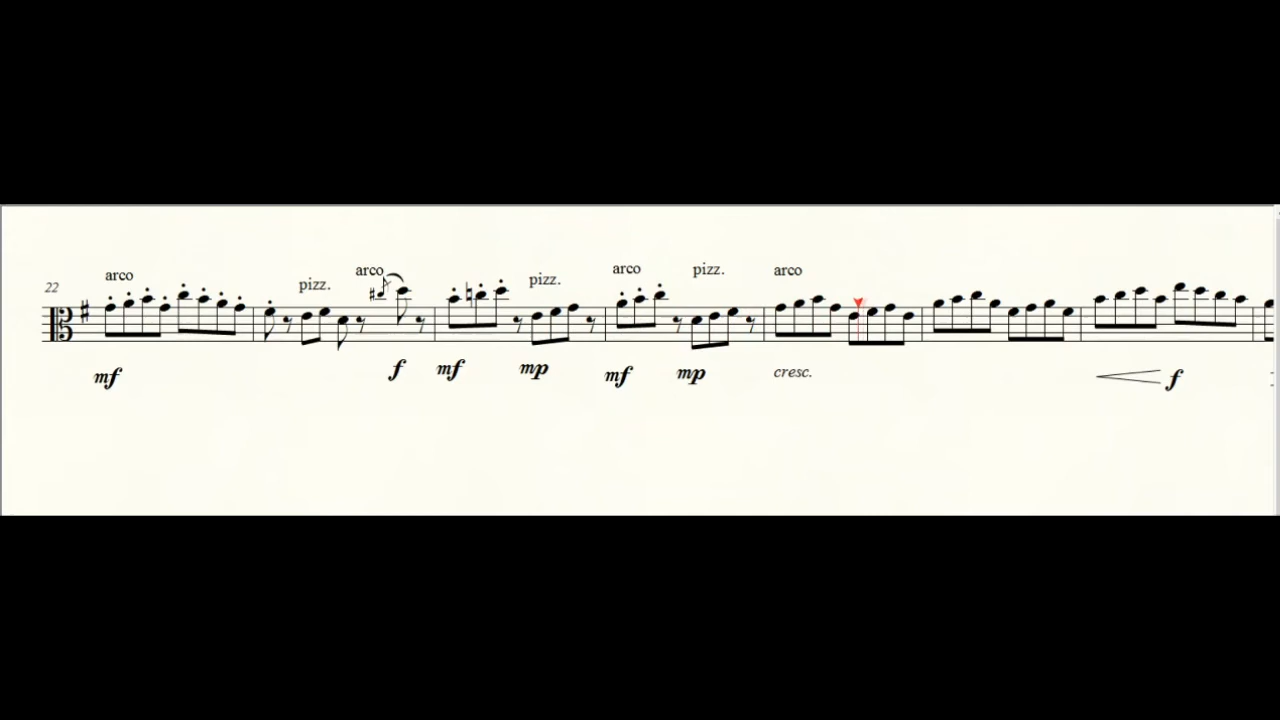 arco pizz. arco pizz. arco pizz. arco
22
mf f mf mp mf mp cresc. f